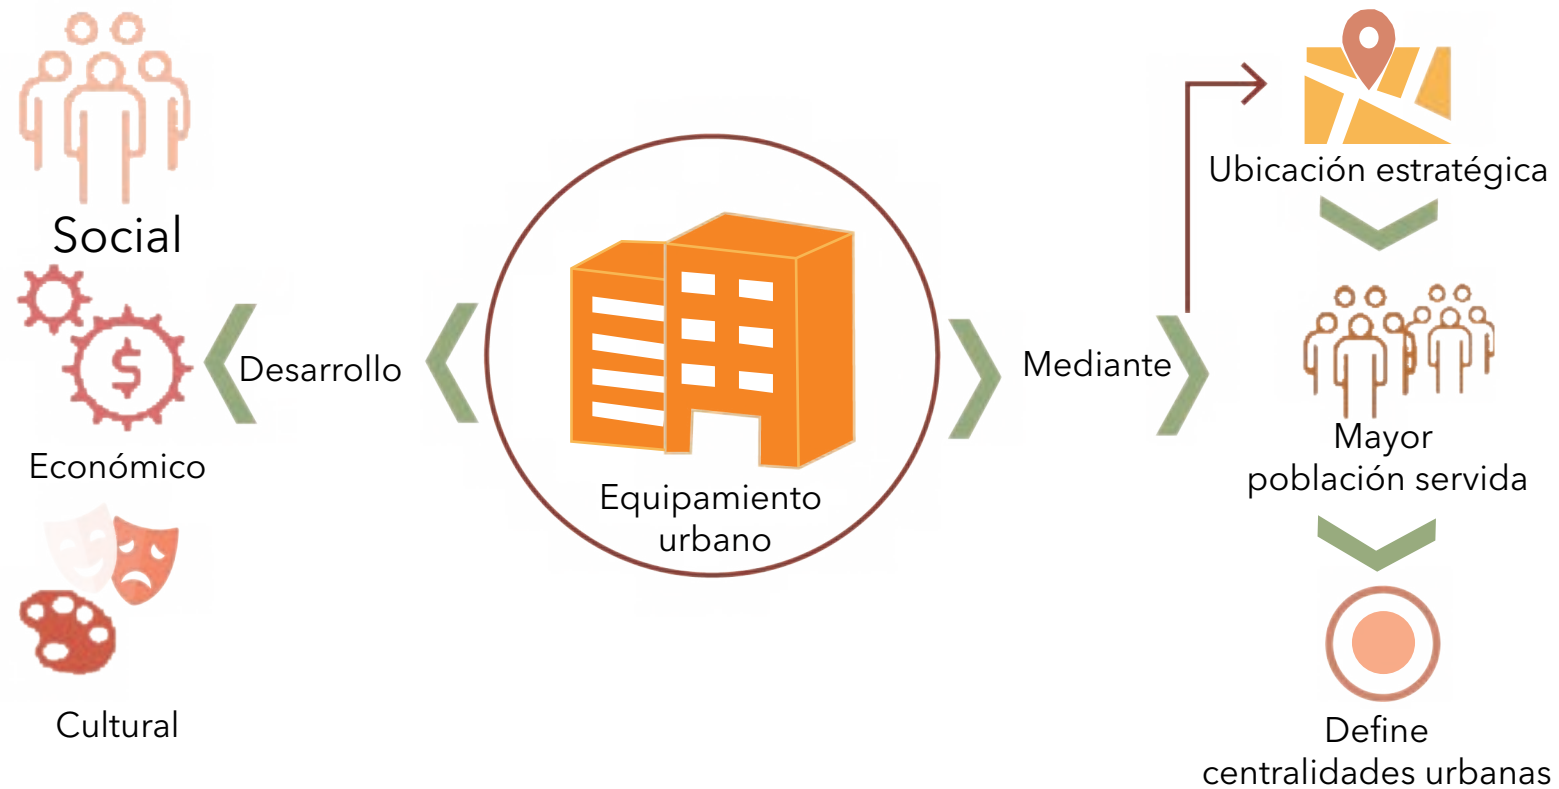 Social
Económico
Cultural
Desarrollo
Equipamiento
urbano
Mediante
Ubicación estratégica
Mayor
población servida
Define
centralidades urbanas